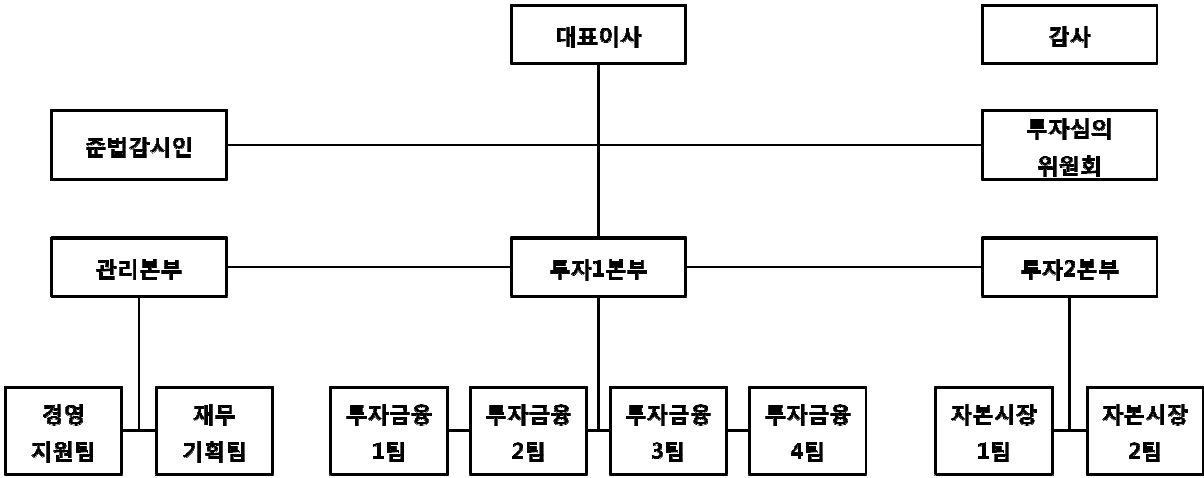 대표이사
감사
준법감시인
투자심의
위원회
관리본부
투자1본부
투자2본부
경영
지원팀
재무
기획팀
투자금융
1팀
투자금융
2팀
투자금융
3팀
투자금융
4팀
자본시장
1팀
자본시장
2팀